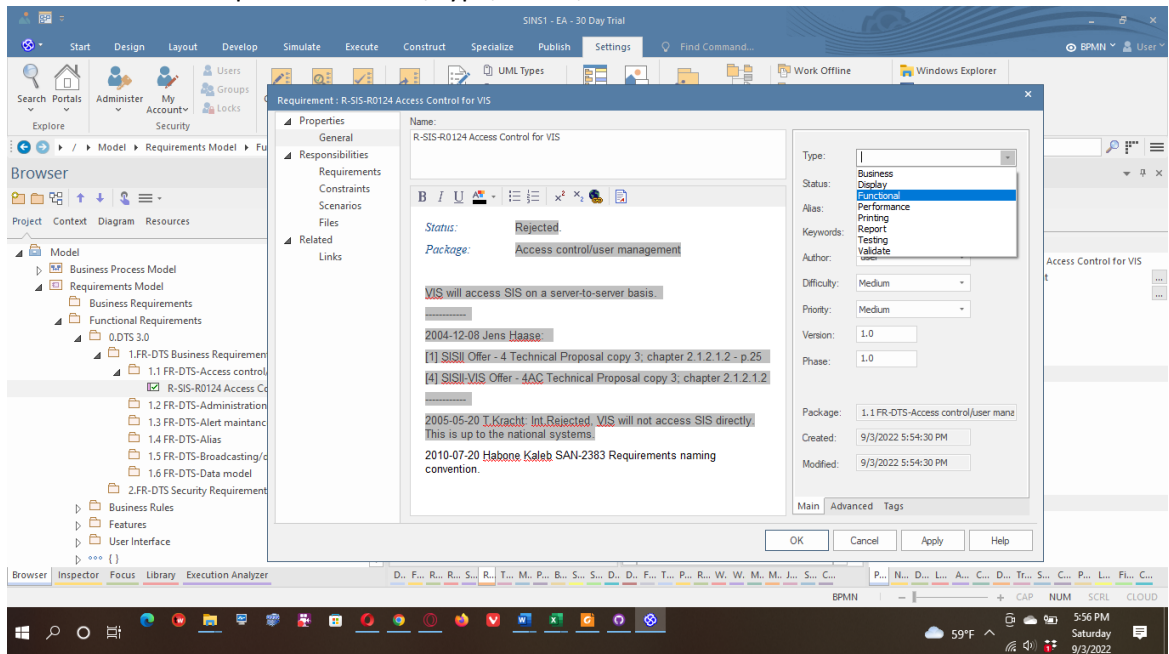 SINS1 - EA - 30 Day Trial
Start Design Layout Develop Simulate Execute Construct Specialize Publish Settings Find Command...
BPMN User
Search Portals Administer My Account Users Groups Locks
UML Types Work Offline Windows Explorer
Explore Security
Requirement : R-SIS-R0124 Access Control for VIS
/ Model Requirements Model Fu
Browser
Project Context Diagram Resources
Model
Business Process Model
Requirements Model
Business Requirements
Functional Requirements
0.DTS 3.0
1.FR-DTS Business Requiremen
1.1 FR-DTS-Access control,
R-SIS-R0124 Access Co
1.2 FR-DTS-Administration
1.3 FR-DTS-Alert maintanc
1.4 FR-DTS-Alias
1.5 FR-DTS-Broadcasting/c
1.6 FR-DTS-Data model
2.FR-DTS Security Requirement
Business Rules
Features
User Interface
{ }
Properties
General
Responsibilities
Requirements
Constraints
Scenarios
Files
Related
Links
Name:
R-SIS-R0124 Access Control for VIS
B I U
Status: Rejected.
Package: Access control/user management
VIS will access SIS on a server-to-server basis.
------------
2004-12-08 Jens Haase:
[1] SISII Offer - 4 Technical Proposal copy 3; chapter 2.1.2.1.2 - p.25
[4] SISII-VIS Offer - 4AC Technical Proposal copy 3; chapter 2.1.2.1.2
------------
2005-05-20 T.Kracht: Int.Rejected, VIS will not access SIS directly.
This is up to the national systems.
2010-07-20 Habone Kaleb SAN-2383 Requirements naming
convention.
Type:
Business
Display
Functional
Performance
Printing
Report
Testing
Validate
Status:
Alias:
Keywords:
Author: user
Difficulty: Medium
Priority: Medium
Version: 1.0
Phase: 1.0
Package: 1.1 FR-DTS-Access control/user mana
Created: 9/3/2022 5:54:30 PM
Modified: 9/3/2022 5:54:30 PM
Main Advanced Tags
OK Cancel Apply Help
Access Control for VIS
Browser Inspector Focus Library Execution Analyzer
D.. F... R... R... S... R... T... M.. P... B... S... S... D.. D.. F... T... P... R... W. W. M.. M.. J... S... C...
P... N... D... L... A... C... D... Tr... S... C... P... L... Fi... C...
BPMN CAP NUM SCRL CLOUD
59°F
5:56 PM
Saturday
9/3/2022